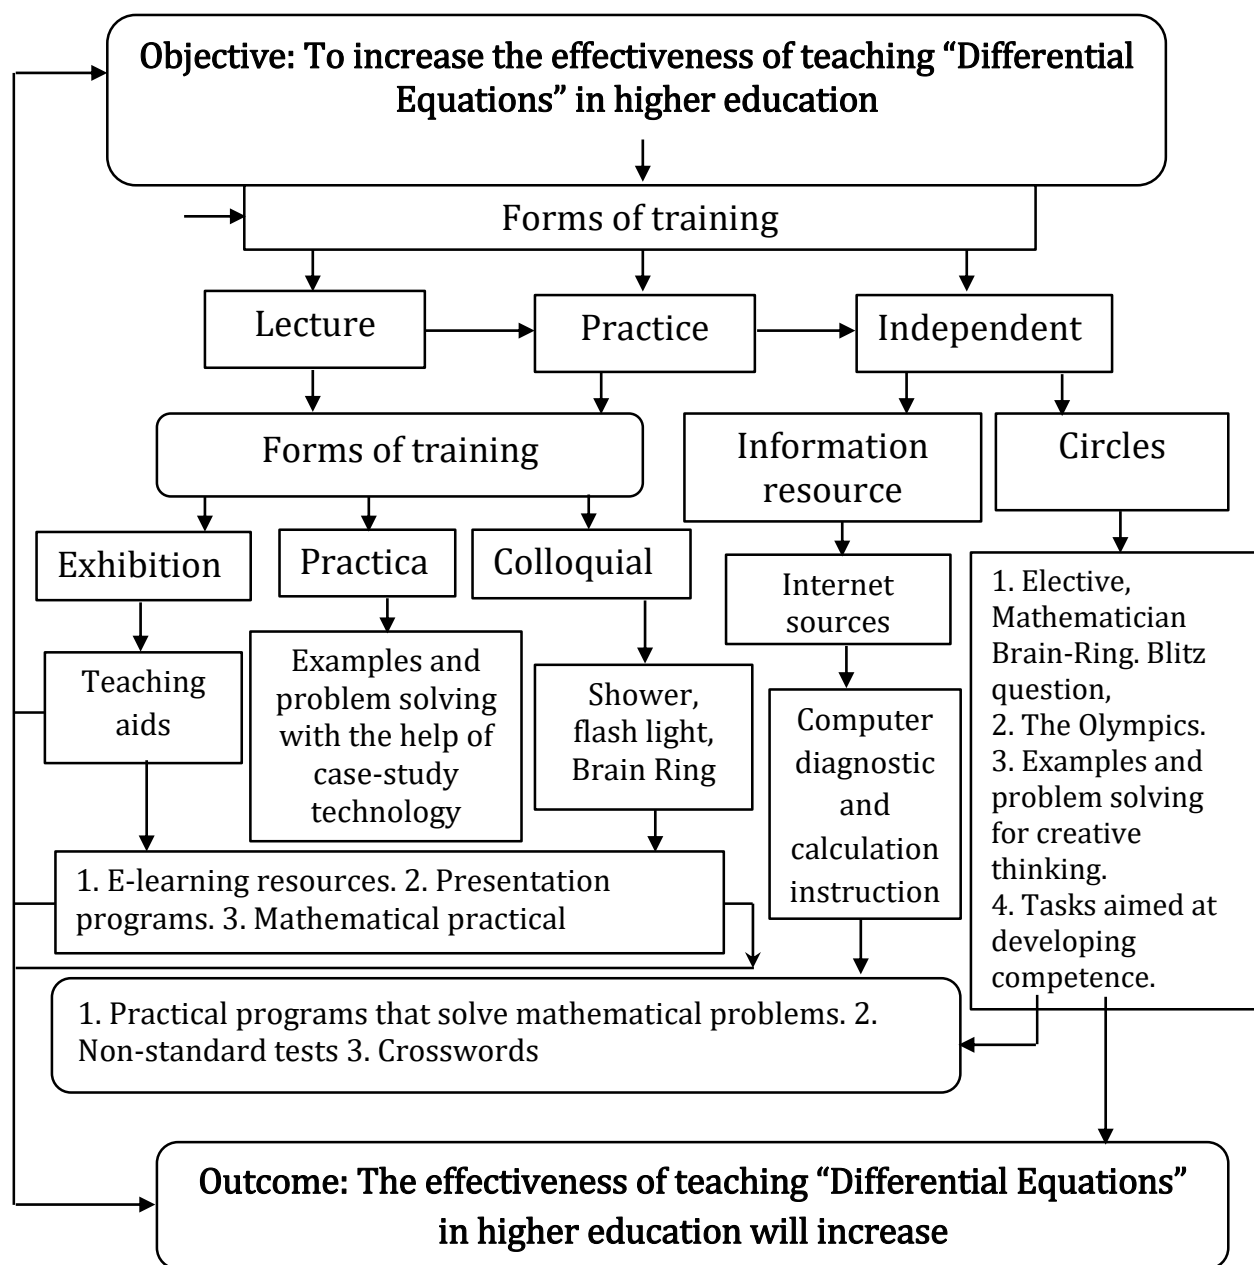 Objective: To increase the effectiveness of teaching “Differential
Equations” in higher education
Forms of training
Lecture
Practice
Independent
Forms of training
Information
resource
Circles
Exhibition
Practica
Colloquial
Internet
sources
1. Elective,
Mathematician
Brain-Ring. Blitz
question,
2. The Olympics.
3. Examples and
problem solving
for creative
thinking.
4. Tasks aimed at
developing
competence.
Teaching
aids
Examples and
problem solving
with the help of
case-study
technology
Shower,
flash light,
Brain Ring
Computer
diagnostic
and
calculation
instruction
1. E-learning resources. 2. Presentation
programs. 3. Mathematical practical
1. Practical programs that solve mathematical problems. 2.
Non-standard tests 3. Crosswords
Outcome: The effectiveness of teaching “Differential Equations”
in higher education will increase